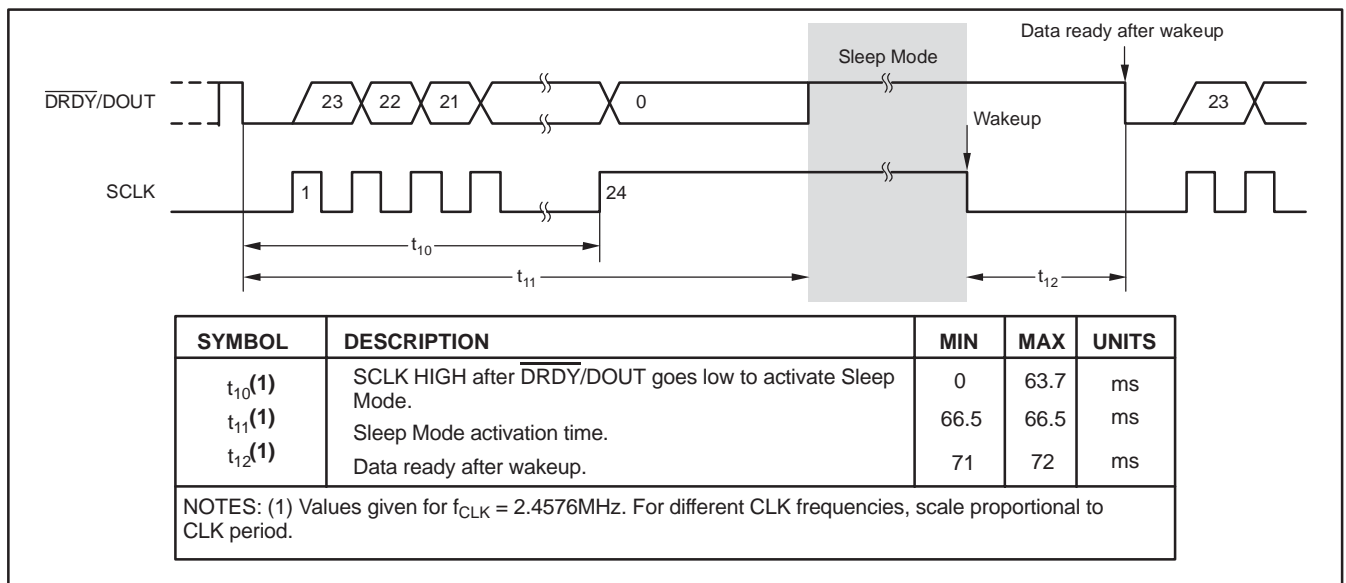 Data ready after wakeup
Sleep Mode
DRDY/DOUT
23 22 21 0 23
Wakeup
SCLK
1 24
t10
t11
t12
SYMBOL DESCRIPTION MIN MAX UNITS
t10(1) SCLK HIGH after DRDY/DOUT goes low to activate Sleep Mode. 0 63.7 ms
t11(1) Sleep Mode activation time. 66.5 66.5 ms
t12(1) Data ready after wakeup. 71 72 ms
NOTES: (1) Values given for fCLK = 2.4576MHz. For different CLK frequencies, scale proportional to
CLK period.